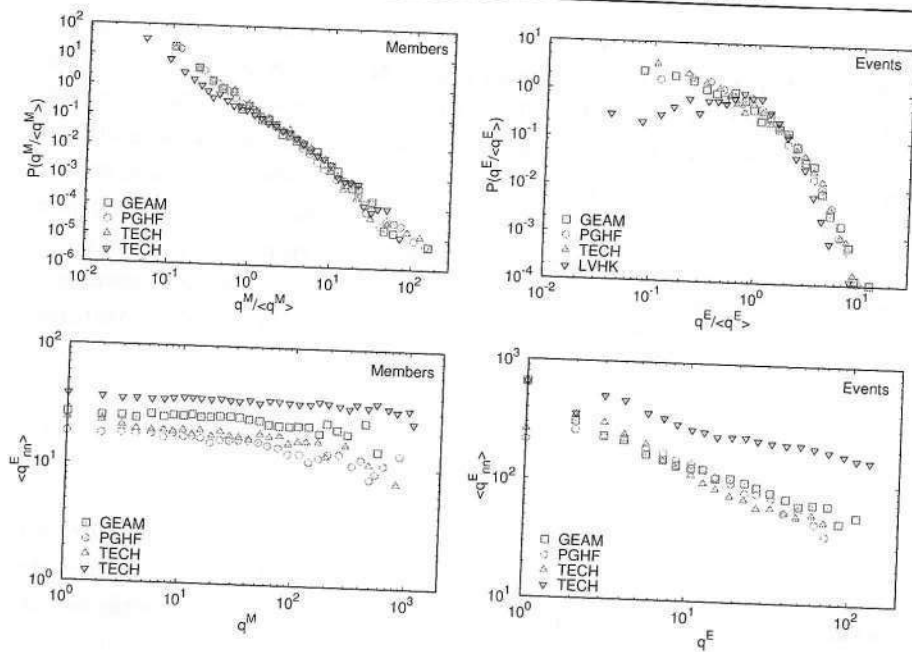 Members
10^2
10^1
10^0
10^-1
10^-2
10^-3
10^-4
10^-5
10^-6
P(q^M/<q^M>)
GEAM
PGHF
TECH
TECH
10^-2 10^-1 10^0 10^1 10^2
q^M/<q^M>
Events
10^2
10^1
10^0
10^-1
10^-2
10^-3
10^-4
P(q^E/<q^E>)
GEAM
PGHF
TECH
LVHK
10^-2 10^-1 10^0 10^1 10^2
q^E/<q^E>
Members
10^2
10^1
10^0
<q^E_nn>
GEAM
PGHF
TECH
TECH
10^0 10^1 10^2 10^3
q^M
Events
10^3
10^2
10^1
<q^E_nn>
GEAM
PGHF
TECH
TECH
10^0 10^1 10^2
q^E